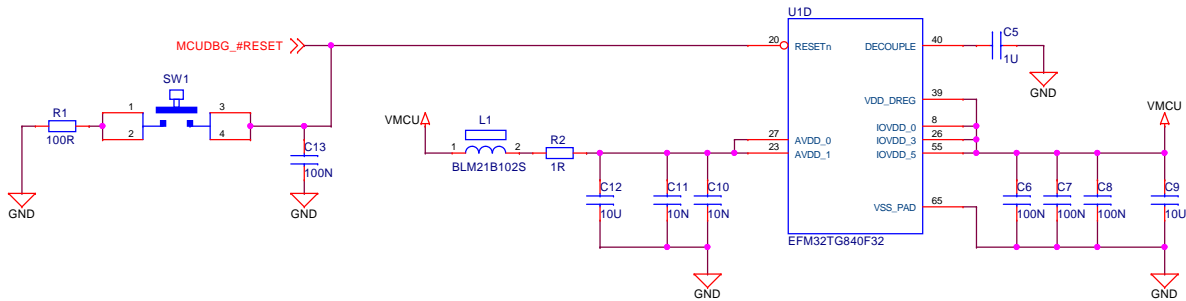 U1D
MCUDBG_#RESET
20
RESETn
DECOUPLE
40
C5
1U
GND
SW1
R1
100R
1
2
3
4
C13
100N
GND
GND
VMCU
L1
1
2
BLM21B102S
R2
1R
27
AVDD_0
23
AVDD_1
VDD_DREG
39
IOVDD_0
8
IOVDD_3
26
IOVDD_5
55
VMCU
C12
10U
C11
10N
C10
10N
GND
VSS_PAD
65
C6
100N
C7
100N
C8
100N
C9
10U
GND
EFM32TG840F32